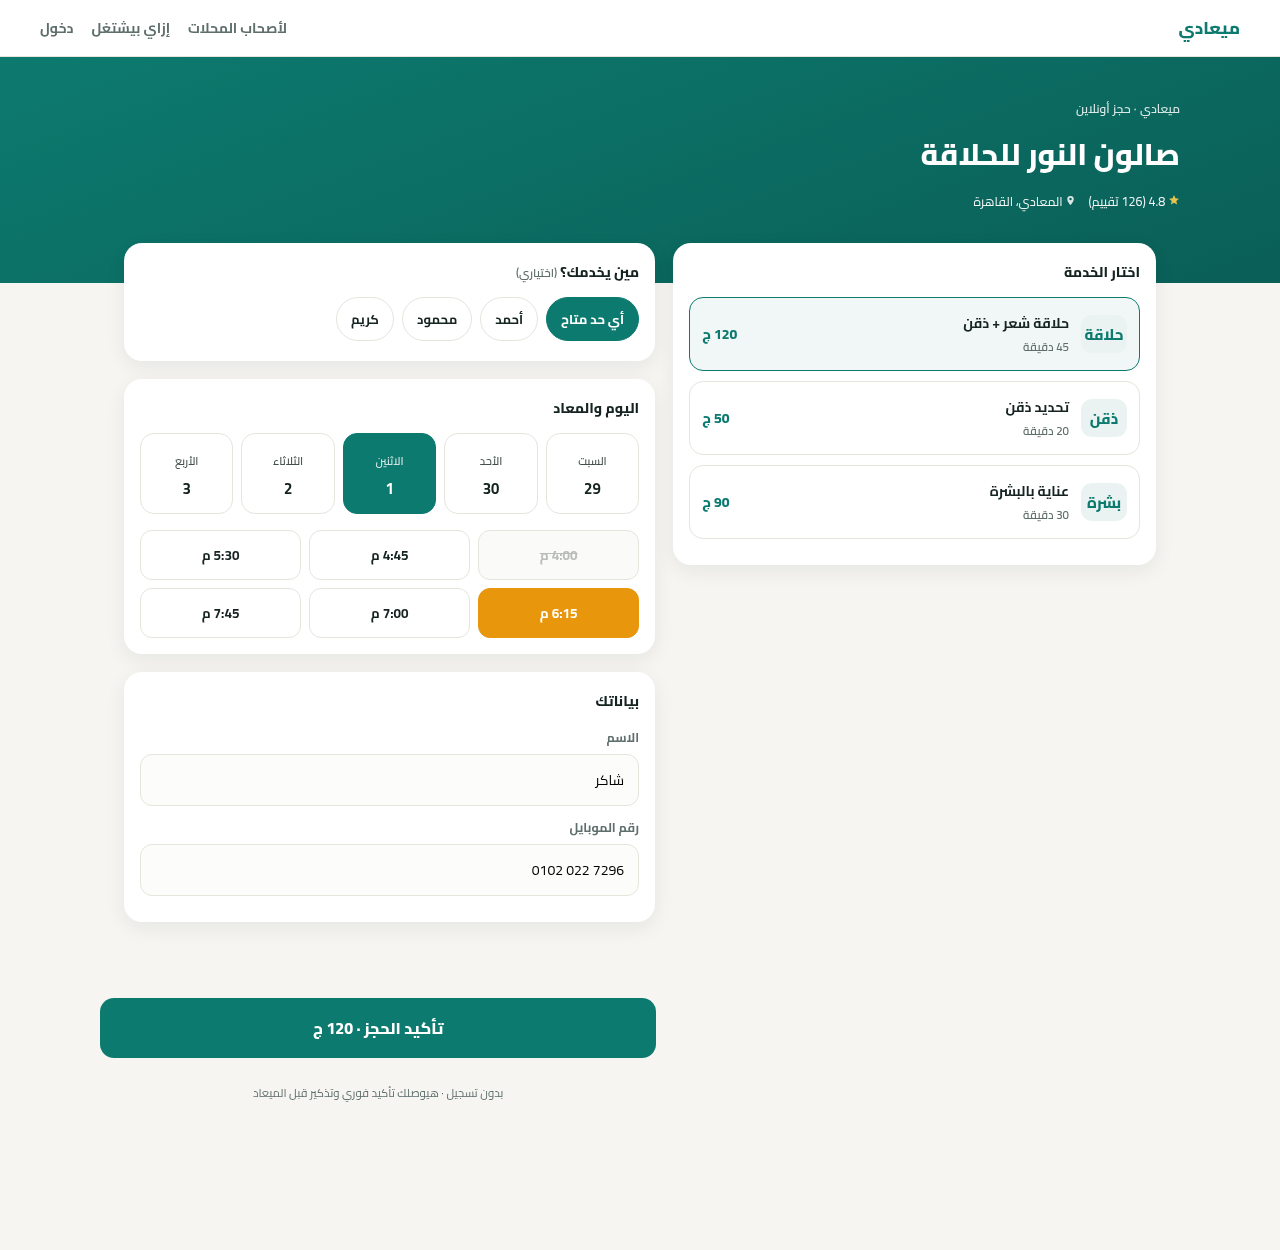 ميعادي
لأصحاب المحلات
إزاي بيشتغل
دخول
ميعادي · حجز أونلاين
صالون النور للحلاقة
4.8 (126 تقييم) المعادي، القاهرة
اختار الخدمة
حلاقة
حلاقة شعر + ذقن
45 دقيقة
120 ج
ذقن
تحديد ذقن
20 دقيقة
50 ج
بشرة
عناية بالبشرة
30 دقيقة
90 ج
مين يخدمك؟ (اختياري)
أي حد متاح
أحمد
محمود
كريم
اليوم والمعاد
السبت
29
الأحد
30
الاثنين
1
الثلاثاء
2
الأربع
3
4:00 م
4:45 م
5:30 م
6:15 م
7:00 م
7:45 م
بياناتك
الاسم
شاكر
رقم الموبايل
0102 022 7296
تأكيد الحجز · 120 ج
بدون تسجيل · هيوصلك تأكيد فوري وتذكير قبل الميعاد